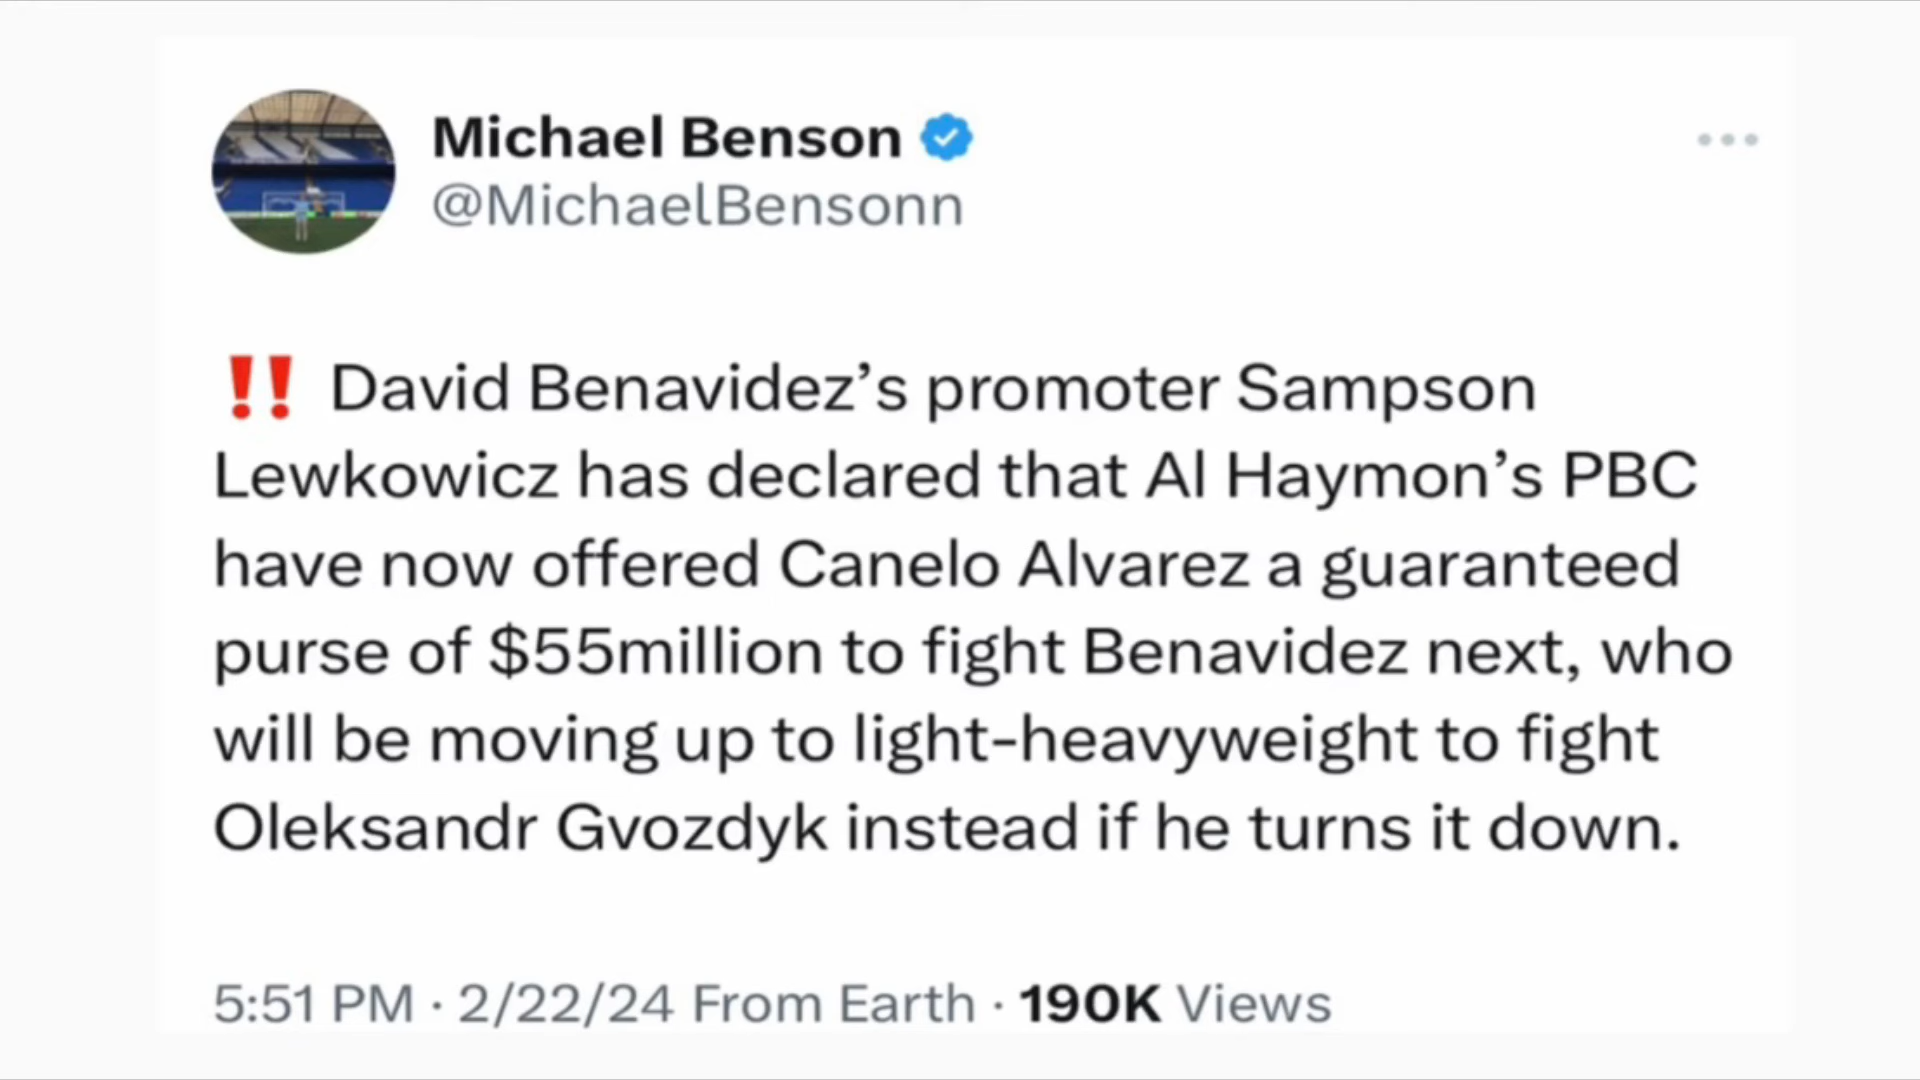 Michael Benson
@MichaelBensonn
‼️ David Benavidez’s promoter Sampson
Lewkowicz has declared that Al Haymon’s PBC
have now offered Canelo Alvarez a guaranteed
purse of $55million to fight Benavidez next, who
will be moving up to light-heavyweight to fight
Oleksandr Gvozdyk instead if he turns it down.
5:51 PM · 2/22/24 From Earth · 190K Views